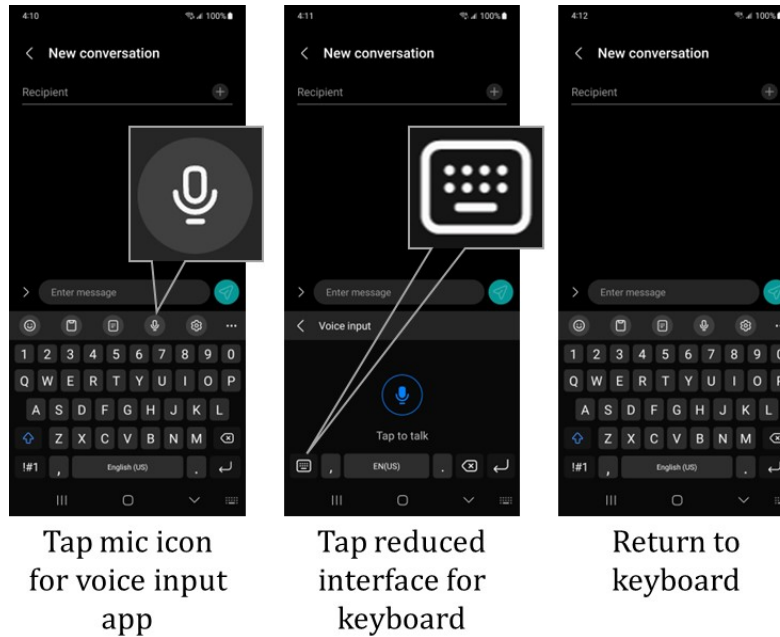 4:10 100%
New conversation
Recipient
Enter message
1 2 3 4 5 6 7 8 9 0
Q W E R T Y U I O P
A S D F G H J K L
Z X C V B N M
!#1 , English (US) .
Tap mic icon
for voice input
app
4:11 100%
New conversation
Recipient
Enter message
Voice input
Tap to talk
, EN(US) .
Tap reduced
interface for
keyboard
4:12 100%
New conversation
Recipient
Enter message
1 2 3 4 5 6 7 8 9
Q W E R T Y U I O
A S D F G H J K L
Z X C V B N M
!#1 , English (US) .
Return to
keyboard